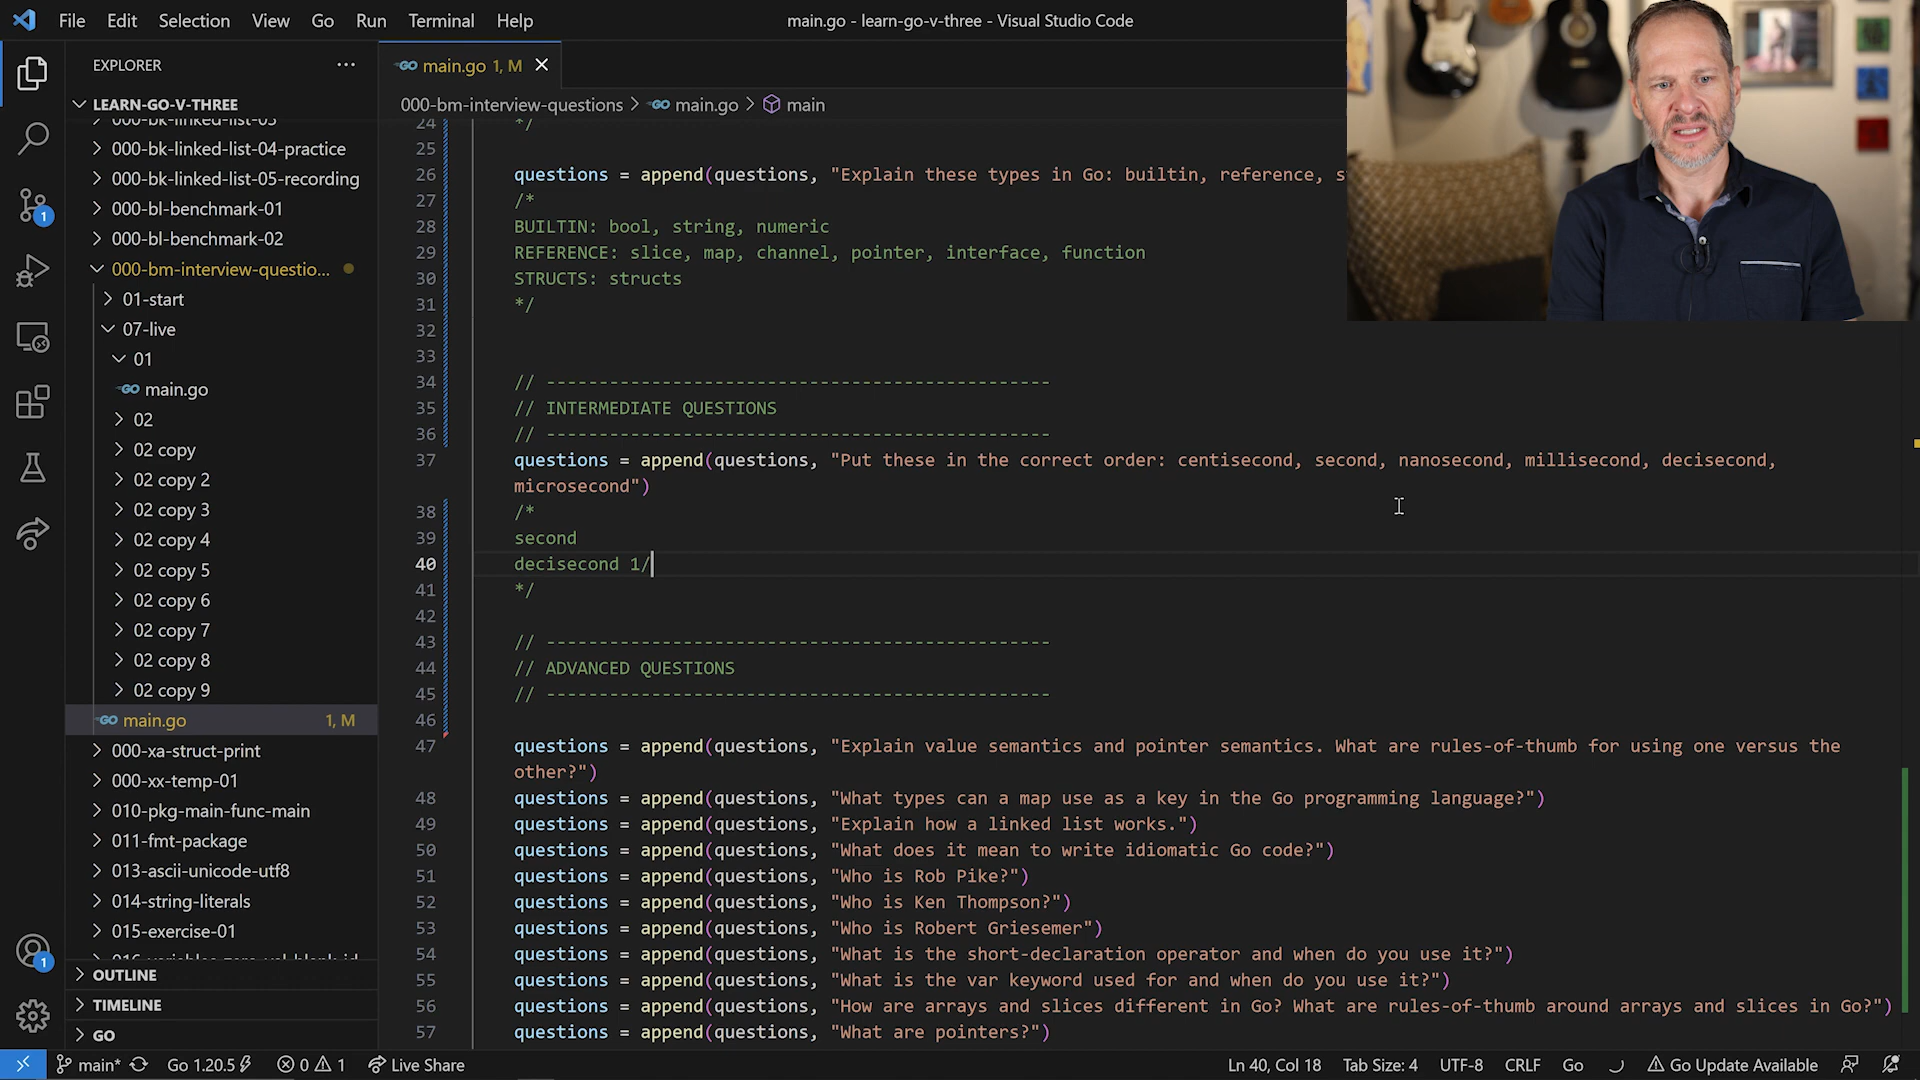 File Edit Selection View Go Run Terminal Help
main.go - learn-go-v-three - Visual Studio Code
EXPLORER
main.go 1, M
LEARN-GO-V-THREE
000-bk-linked-list-03
000-bk-linked-list-04-practice
000-bk-linked-list-05-recording
000-bl-benchmark-01
000-bl-benchmark-02
000-bm-interview-questio...
01-start
07-live
01
main.go
02
02 copy
02 copy 2
02 copy 3
02 copy 4
02 copy 5
02 copy 6
02 copy 7
02 copy 8
02 copy 9
main.go 1, M
000-xa-struct-print
000-xx-temp-01
010-pkg-main-func-main
011-fmt-package
013-ascii-unicode-utf8
014-string-literals
015-exercise-01
OUTLINE
TIMELINE
GO
1
1
000-bm-interview-questions > main.go > main
24 */
25
26 questions = append(questions, "Explain these types in Go: builtin, reference,
27 /*
28 BUILTIN: bool, string, numeric
29 REFERENCE: slice, map, channel, pointer, interface, function
30 STRUCTS: structs
31 */
32
33
34 // ------------------------------------------------
35 // INTERMEDIATE QUESTIONS
36 // ------------------------------------------------
37 questions = append(questions, "Put these in the correct order: centisecond, second, nanosecond, millisecond, decisecond,
microsecond")
38 /*
39 second
40 decisecond 1/
41 */
42
43 // ------------------------------------------------
44 // ADVANCED QUESTIONS
45 // ------------------------------------------------
46
47 questions = append(questions, "Explain value semantics and pointer semantics. What are rules-of-thumb for using one versus the
other?")
48 questions = append(questions, "What types can a map use as a key in the Go programming language?")
49 questions = append(questions, "Explain how a linked list works.")
50 questions = append(questions, "What does it mean to write idiomatic Go code?")
51 questions = append(questions, "Who is Rob Pike?")
52 questions = append(questions, "Who is Ken Thompson?")
53 questions = append(questions, "Who is Robert Griesemer")
54 questions = append(questions, "What is the short-declaration operator and when do you use it?")
55 questions = append(questions, "What is the var keyword used for and when do you use it?")
56 questions = append(questions, "How are arrays and slices different in Go? What are rules-of-thumb around arrays and slices in Go?")
57 questions = append(questions, "What are pointers?")
main* Go 1.20.5 0 1 Live Share Ln 40, Col 18 Tab Size: 4 UTF-8 CRLF Go Go Update Available